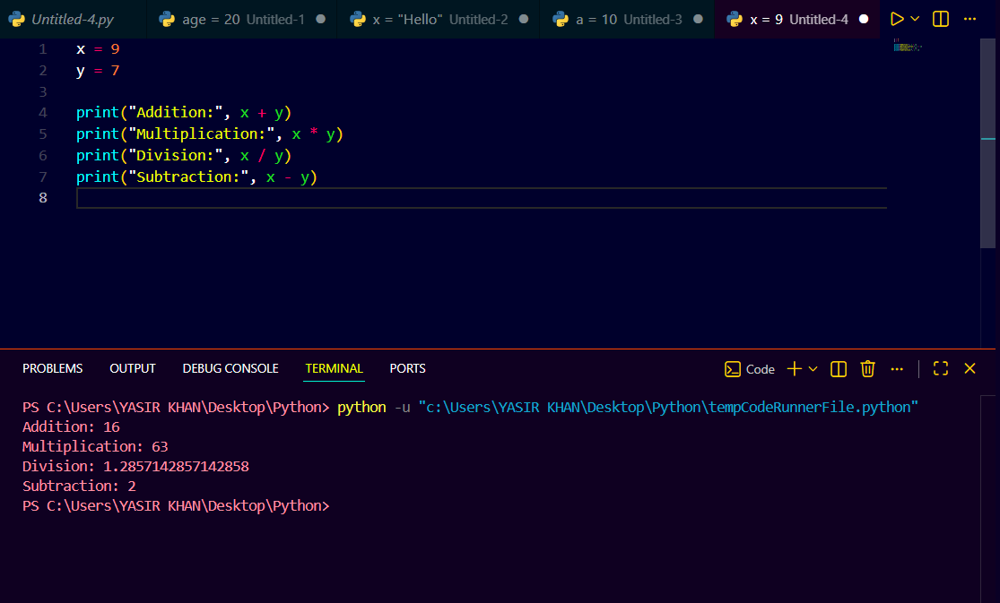 Untitled-4.py age = 20 Untitled-1 x = "Hello" Untitled-2 a = 10 Untitled-3 x = 9 Untitled-4
1 x = 9
2 y = 7
3
4 print("Addition:", x + y)
5 print("Multiplication:", x * y)
6 print("Division:", x / y)
7 print("Subtraction:", x - y)
8
PROBLEMS OUTPUT DEBUG CONSOLE TERMINAL PORTS Code
PS C:\Users\YASIR KHAN\Desktop\Python> python -u "c:\Users\YASIR KHAN\Desktop\Python\tempCodeRunnerFile.python"
Addition: 16
Multiplication: 63
Division: 1.2857142857142858
Subtraction: 2
PS C:\Users\YASIR KHAN\Desktop\Python>